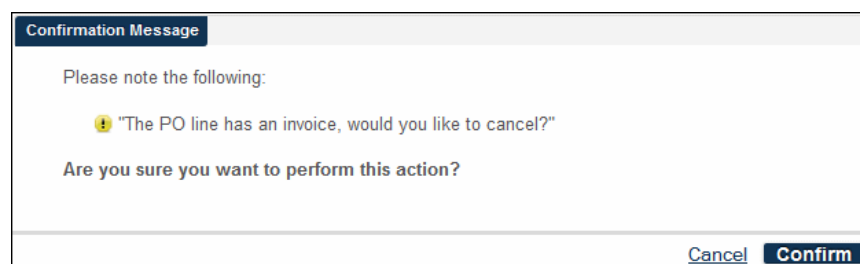 Confirmation Message
Please note the following:
"The PO line has an invoice, would you like to cancel?"
Are you sure you want to perform this action?
Cancel Confirm